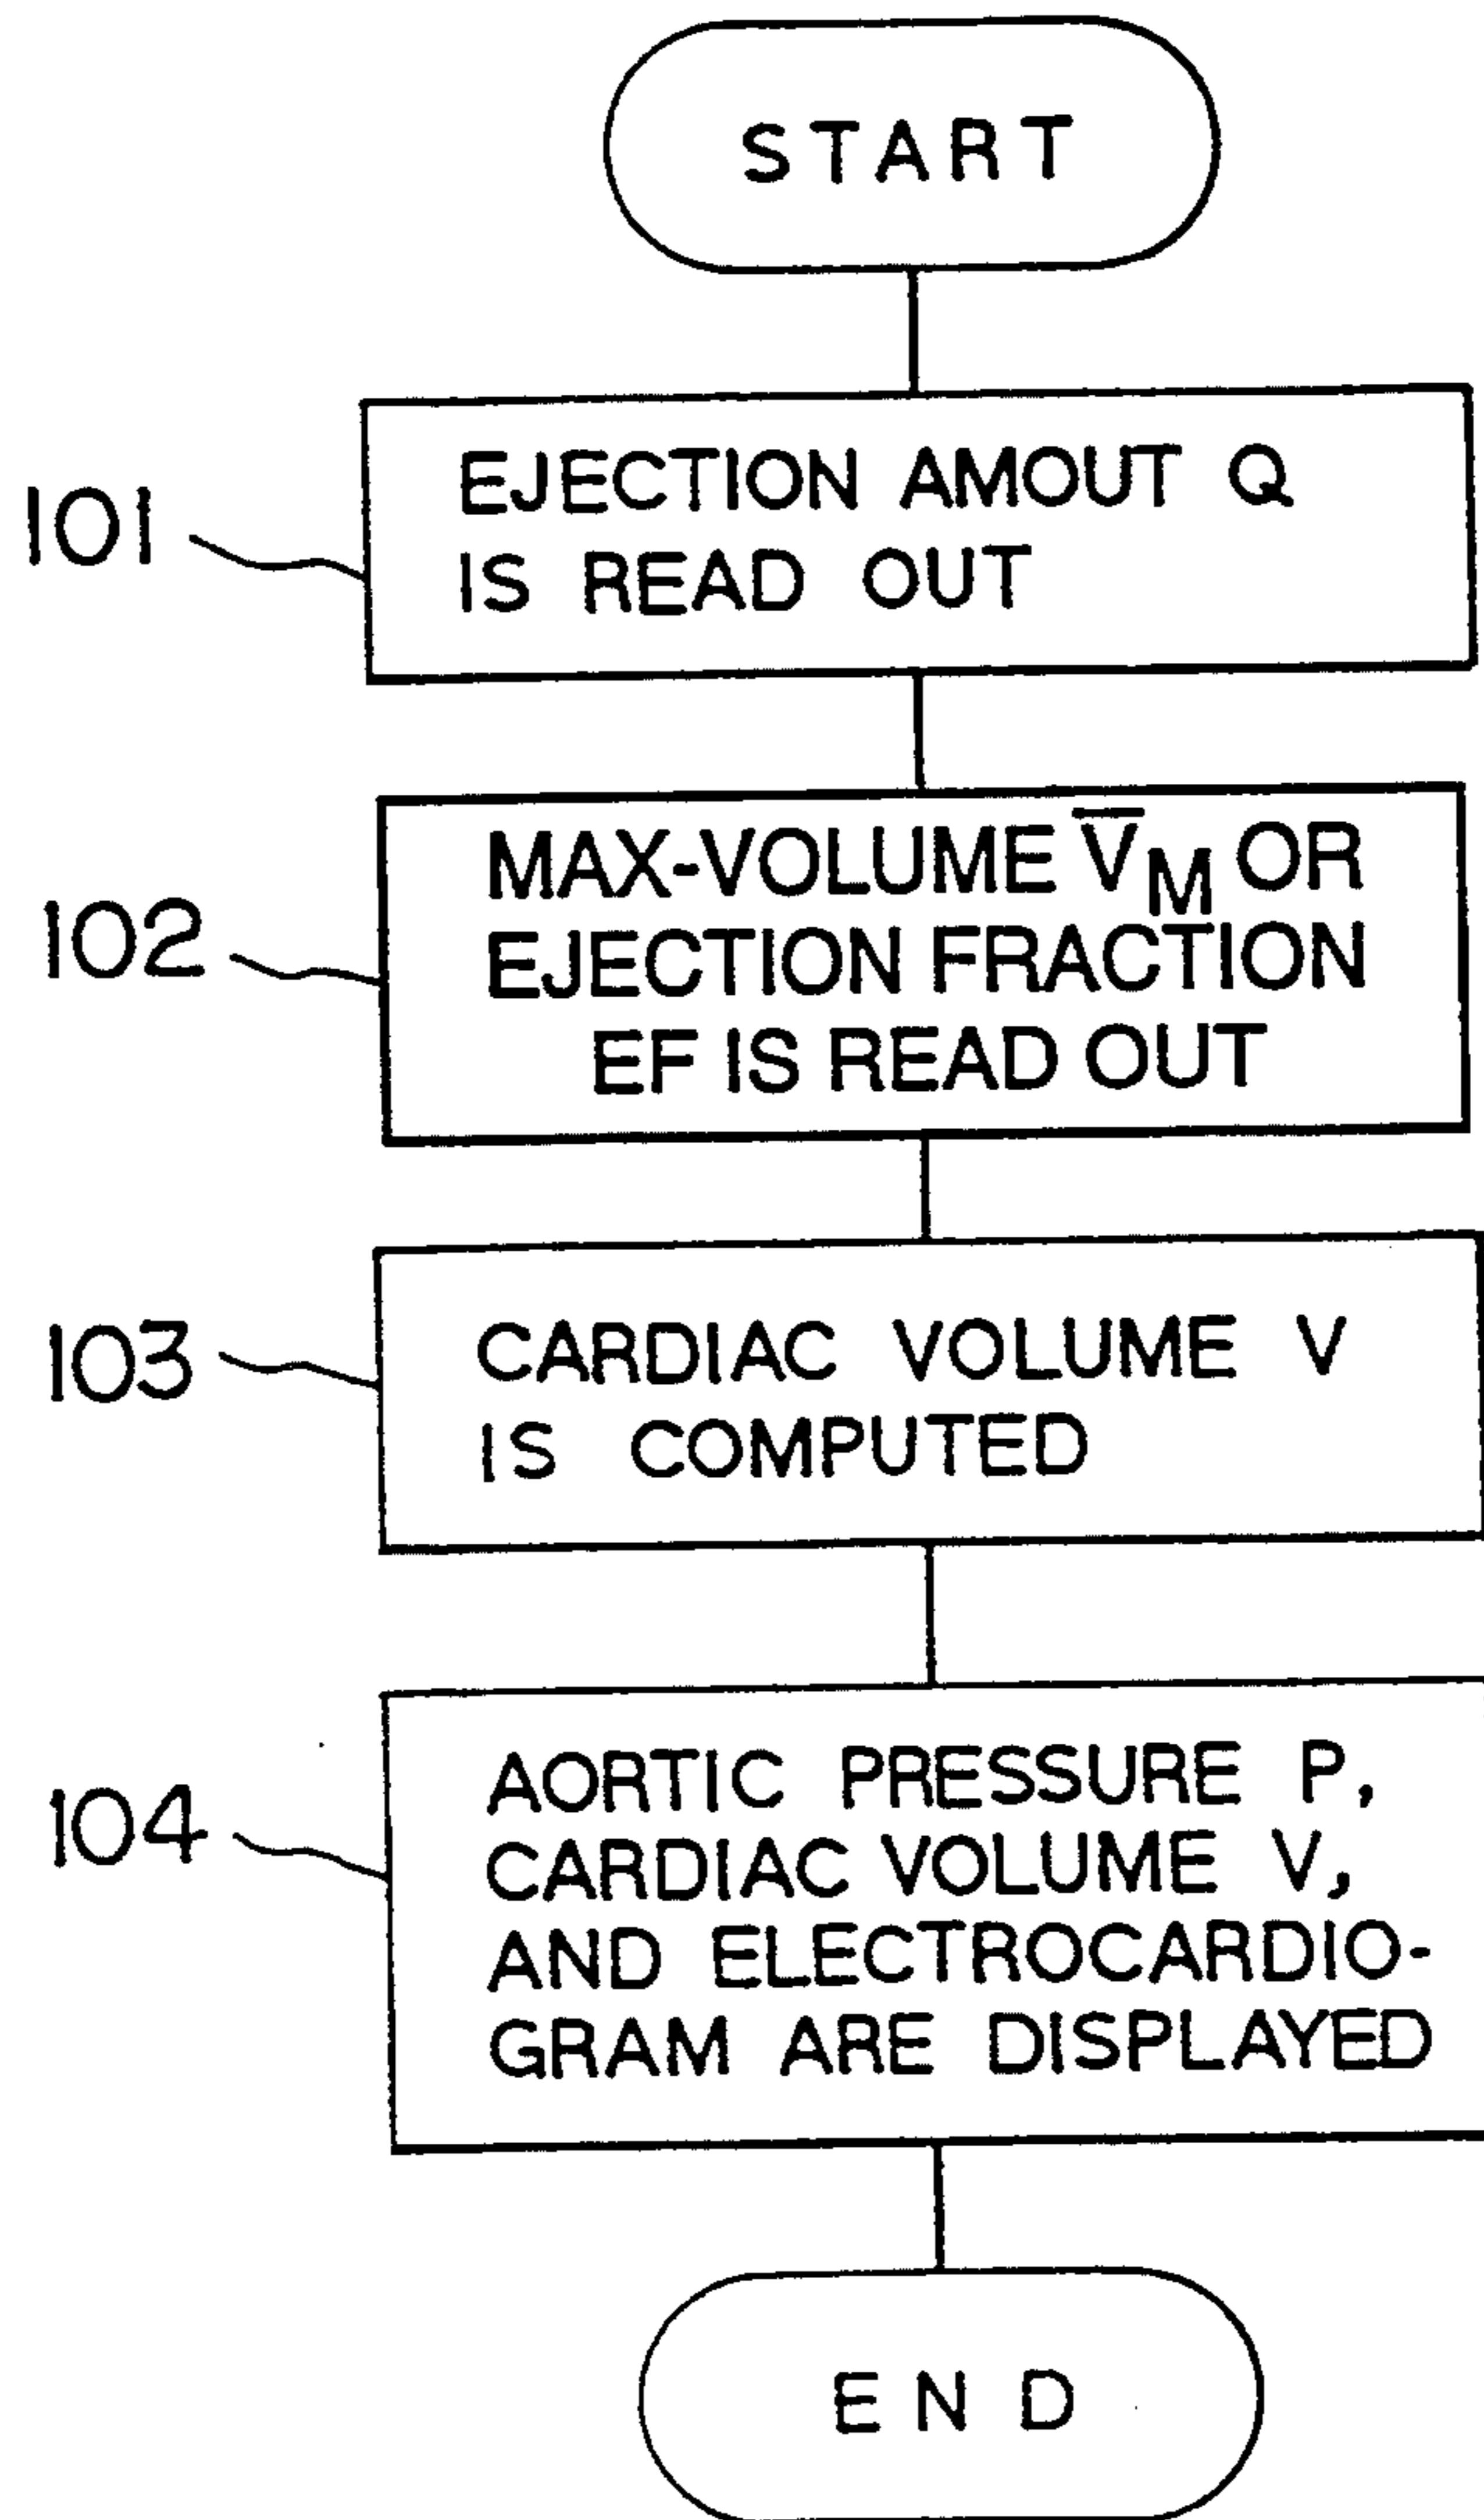 START
101
EJECTION AMOUT Q
IS READ OUT
102
MAX-VOLUME V̅M OR
EJECTION FRACTION
EF IS READ OUT
103
CARDIAC VOLUME V
IS COMPUTED
104
AORTIC PRESSURE P,
CARDIAC VOLUME V,
AND ELECTROCARDIO-
GRAM ARE DISPLAYED
END